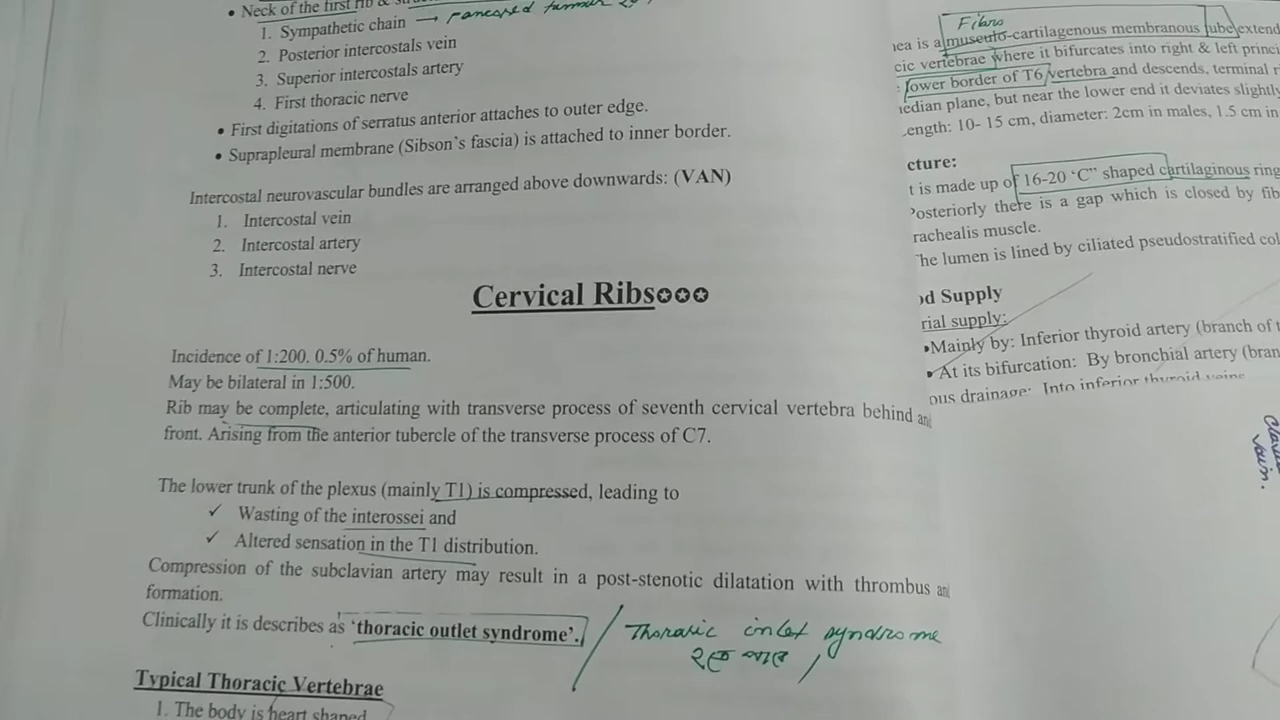 • Neck of the first rib &
1. Sympathetic chain →
2. Posterior intercostals vein
3. Superior intercostals artery
4. First thoracic nerve
• First digitations of serratus anterior attaches to outer edge.
• Suprapleural membrane (Sibson's fascia) is attached to inner border.
Intercostal neurovascular bundles are arranged above downwards: (VAN)
1. Intercostal vein
2. Intercostal artery
3. Intercostal nerve
Cervical Ribs✪✪✪
Incidence of 1:200. 0.5% of human.
May be bilateral in 1:500.
Rib may be complete, articulating with transverse process of seventh cervical vertebra behind an
front. Arising from the anterior tubercle of the transverse process of C7.
The lower trunk of the plexus (mainly T1) is compressed, leading to
✓ Wasting of the interossei and
✓ Altered sensation in the T1 distribution.
Compression of the subclavian artery may result in a post-stenotic dilatation with thrombus an
formation.
Clinically it is describes as 'thoracic outlet syndrome'. / Thoracic inlet syndrome
হতে পারে
Typical Thoracic Vertebrae
1. The body is heart shaped
Fibro
nea is a musculo-cartilagenous membranous tube extend
cic vertebrae where it bifurcates into right & left princi
: lower border of T6 vertebra and descends, terminal
edian plane, but near the lower end it deviates slightly
ength: 10- 15 cm, diameter: 2cm in males, 1.5 cm in
cture:
t is made up of 16-20 'C" shaped cartilaginous ring
Posteriorly there is a gap which is closed by fib
rachealis muscle.
The lumen is lined by ciliated pseudostratified col
od Supply
rial supply:
•Mainly by: Inferior thyroid artery (branch of t
• At its bifurcation: By bronchial artery (bran
ous drainage: Into inferior thyroid veins
vein.